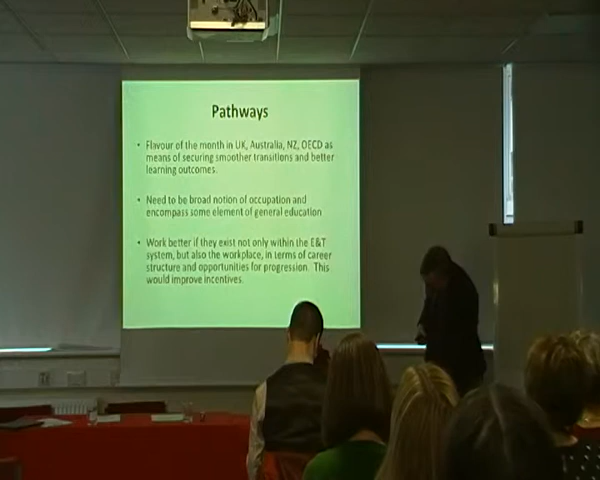 Pathways
• Flavour of the month in UK, Australia, NZ, OECD as
means of securing smoother transitions and better
learning outcomes.
• Need to be broad notion of occupation and
encompass some element of general education
• Work better if they exist not only within the E&T
system, but also the workplace, in terms of career
structure and opportunities for progression. This
would improve incentives.